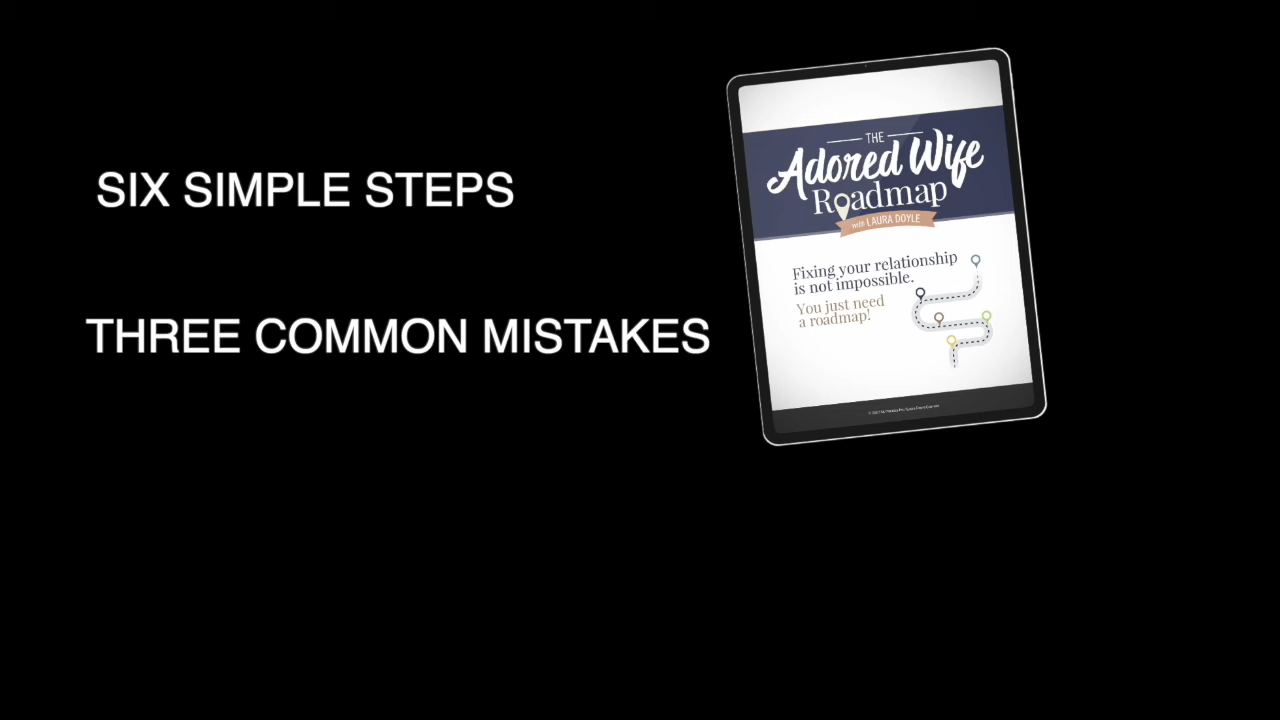 SIX SIMPLE STEPS
THREE COMMON MISTAKES
THE
Adored Wife
Roadmap
with LAURA DOYLE
Fixing your relationship
is not impossible.
You just need
a roadmap!